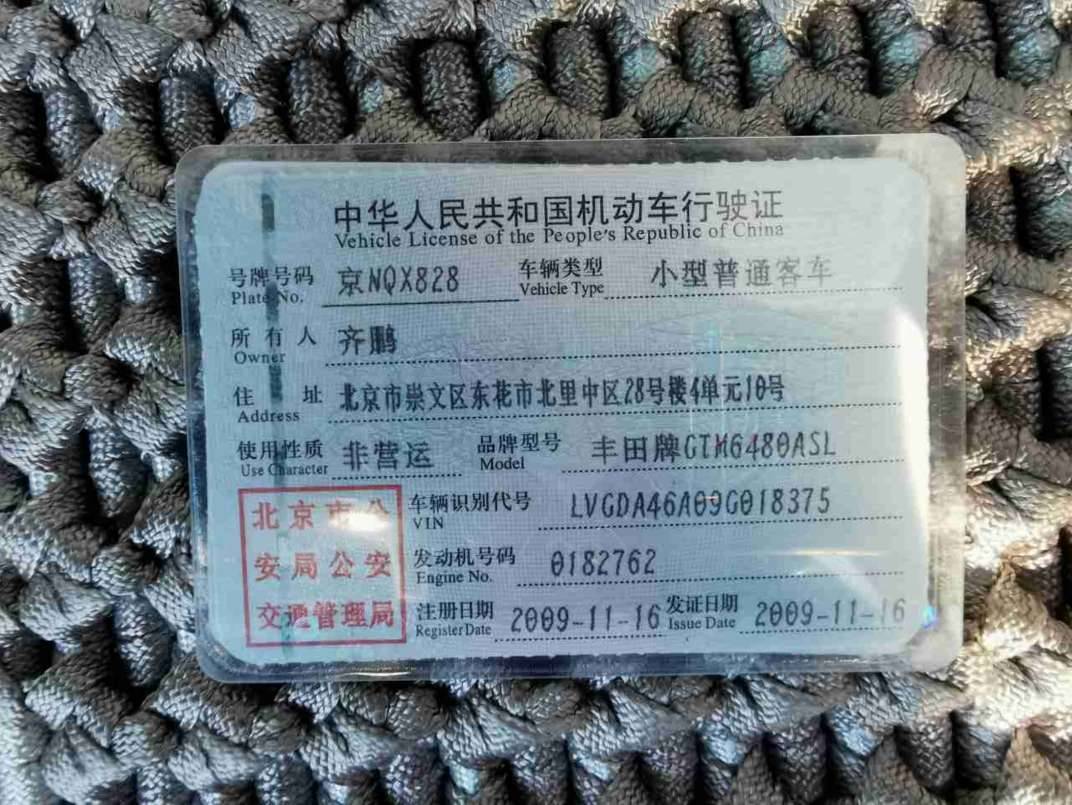 中华人民共和国机动车行驶证
Vehicle License of the People's Republic of China
号牌号码 京NQX828 车辆类型 小型普通客车
Plate No. Vehicle Type
所有人 齐鹏
Owner
住址 北京市崇文区东花市北里中区28号楼4单元10号
Address
使用性质 非营运 品牌型号 丰田牌GTM6480ASL
Use Character Model
北京市公
安局公安
交通管理局
车辆识别代号 LVGDA46A09G018375
VIN
发动机号码 0182762
Engine No.
注册日期 2009-11-16 发证日期 2009-11-16
Register Date Issue Date